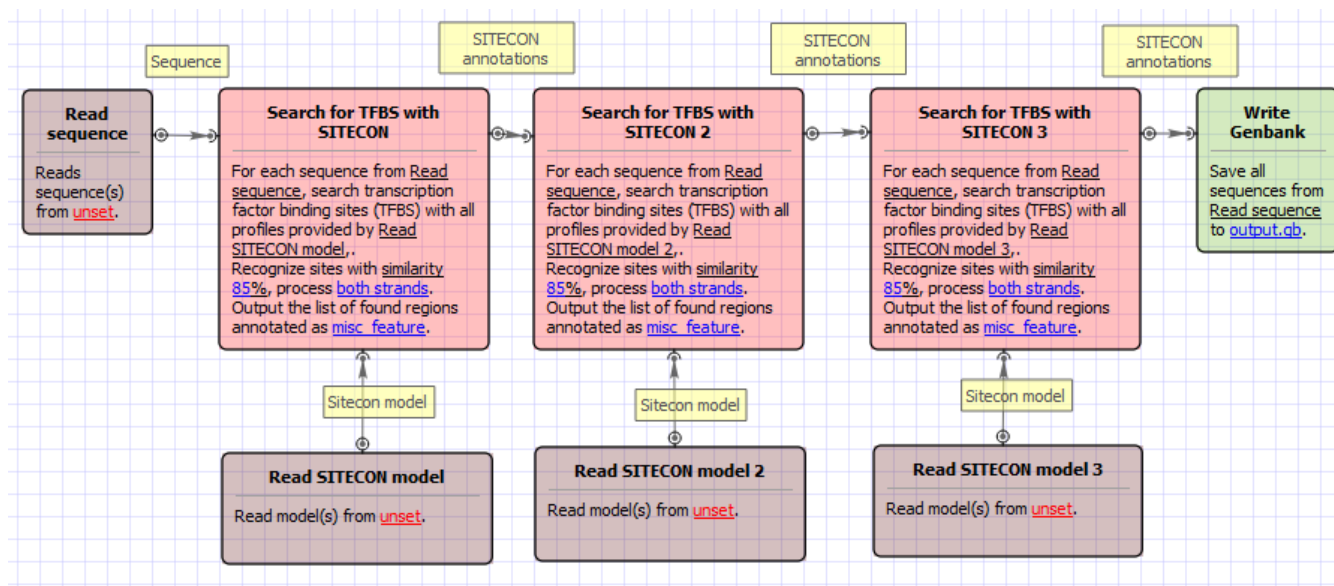 Sequence
SITECON
annotations
SITECON
annotations
SITECON
annotations
Read
sequence
Reads
sequence(s)
from unset.
Search for TFBS with
SITECON
For each sequence from Read
sequence, search transcription
factor binding sites (TFBS) with all
profiles provided by Read
SITECON model,.
Recognize sites with similarity
85%, process both strands.
Output the list of found regions
annotated as misc_feature.
Search for TFBS with
SITECON 2
For each sequence from Read
sequence, search transcription
factor binding sites (TFBS) with all
profiles provided by Read
SITECON model 2,.
Recognize sites with similarity
85%, process both strands.
Output the list of found regions
annotated as misc_feature.
Search for TFBS with
SITECON 3
For each sequence from Read
sequence, search transcription
factor binding sites (TFBS) with all
profiles provided by Read
SITECON model 3,.
Recognize sites with similarity
85%, process both strands.
Output the list of found regions
annotated as misc_feature.
Write
Genbank
Save all
sequences from
Read sequence
to output.gb.
Sitecon model
Sitecon model
Sitecon model
Read SITECON model
Read model(s) from unset.
Read SITECON model 2
Read model(s) from unset.
Read SITECON model 3
Read model(s) from unset.